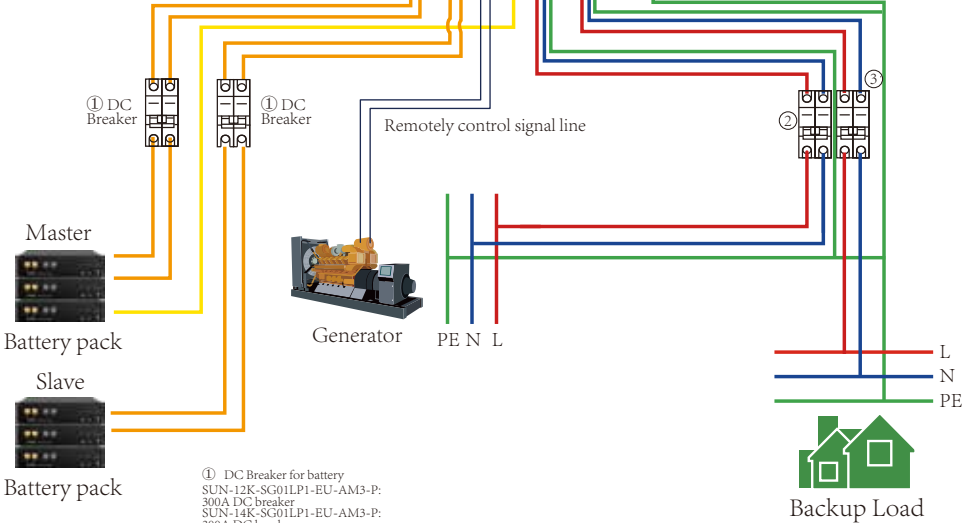 ① DC
Breaker
① DC
Breaker
Remotely control signal line
②
③
Master
Battery pack
Generator
PE N L
Slave
Battery pack
L
N
PE
Backup Load
① DC Breaker for battery
SUN-12K-SG01LP1-EU-AM3-P:
300A DC breaker
SUN-14K-SG01LP1-EU-AM3-P: